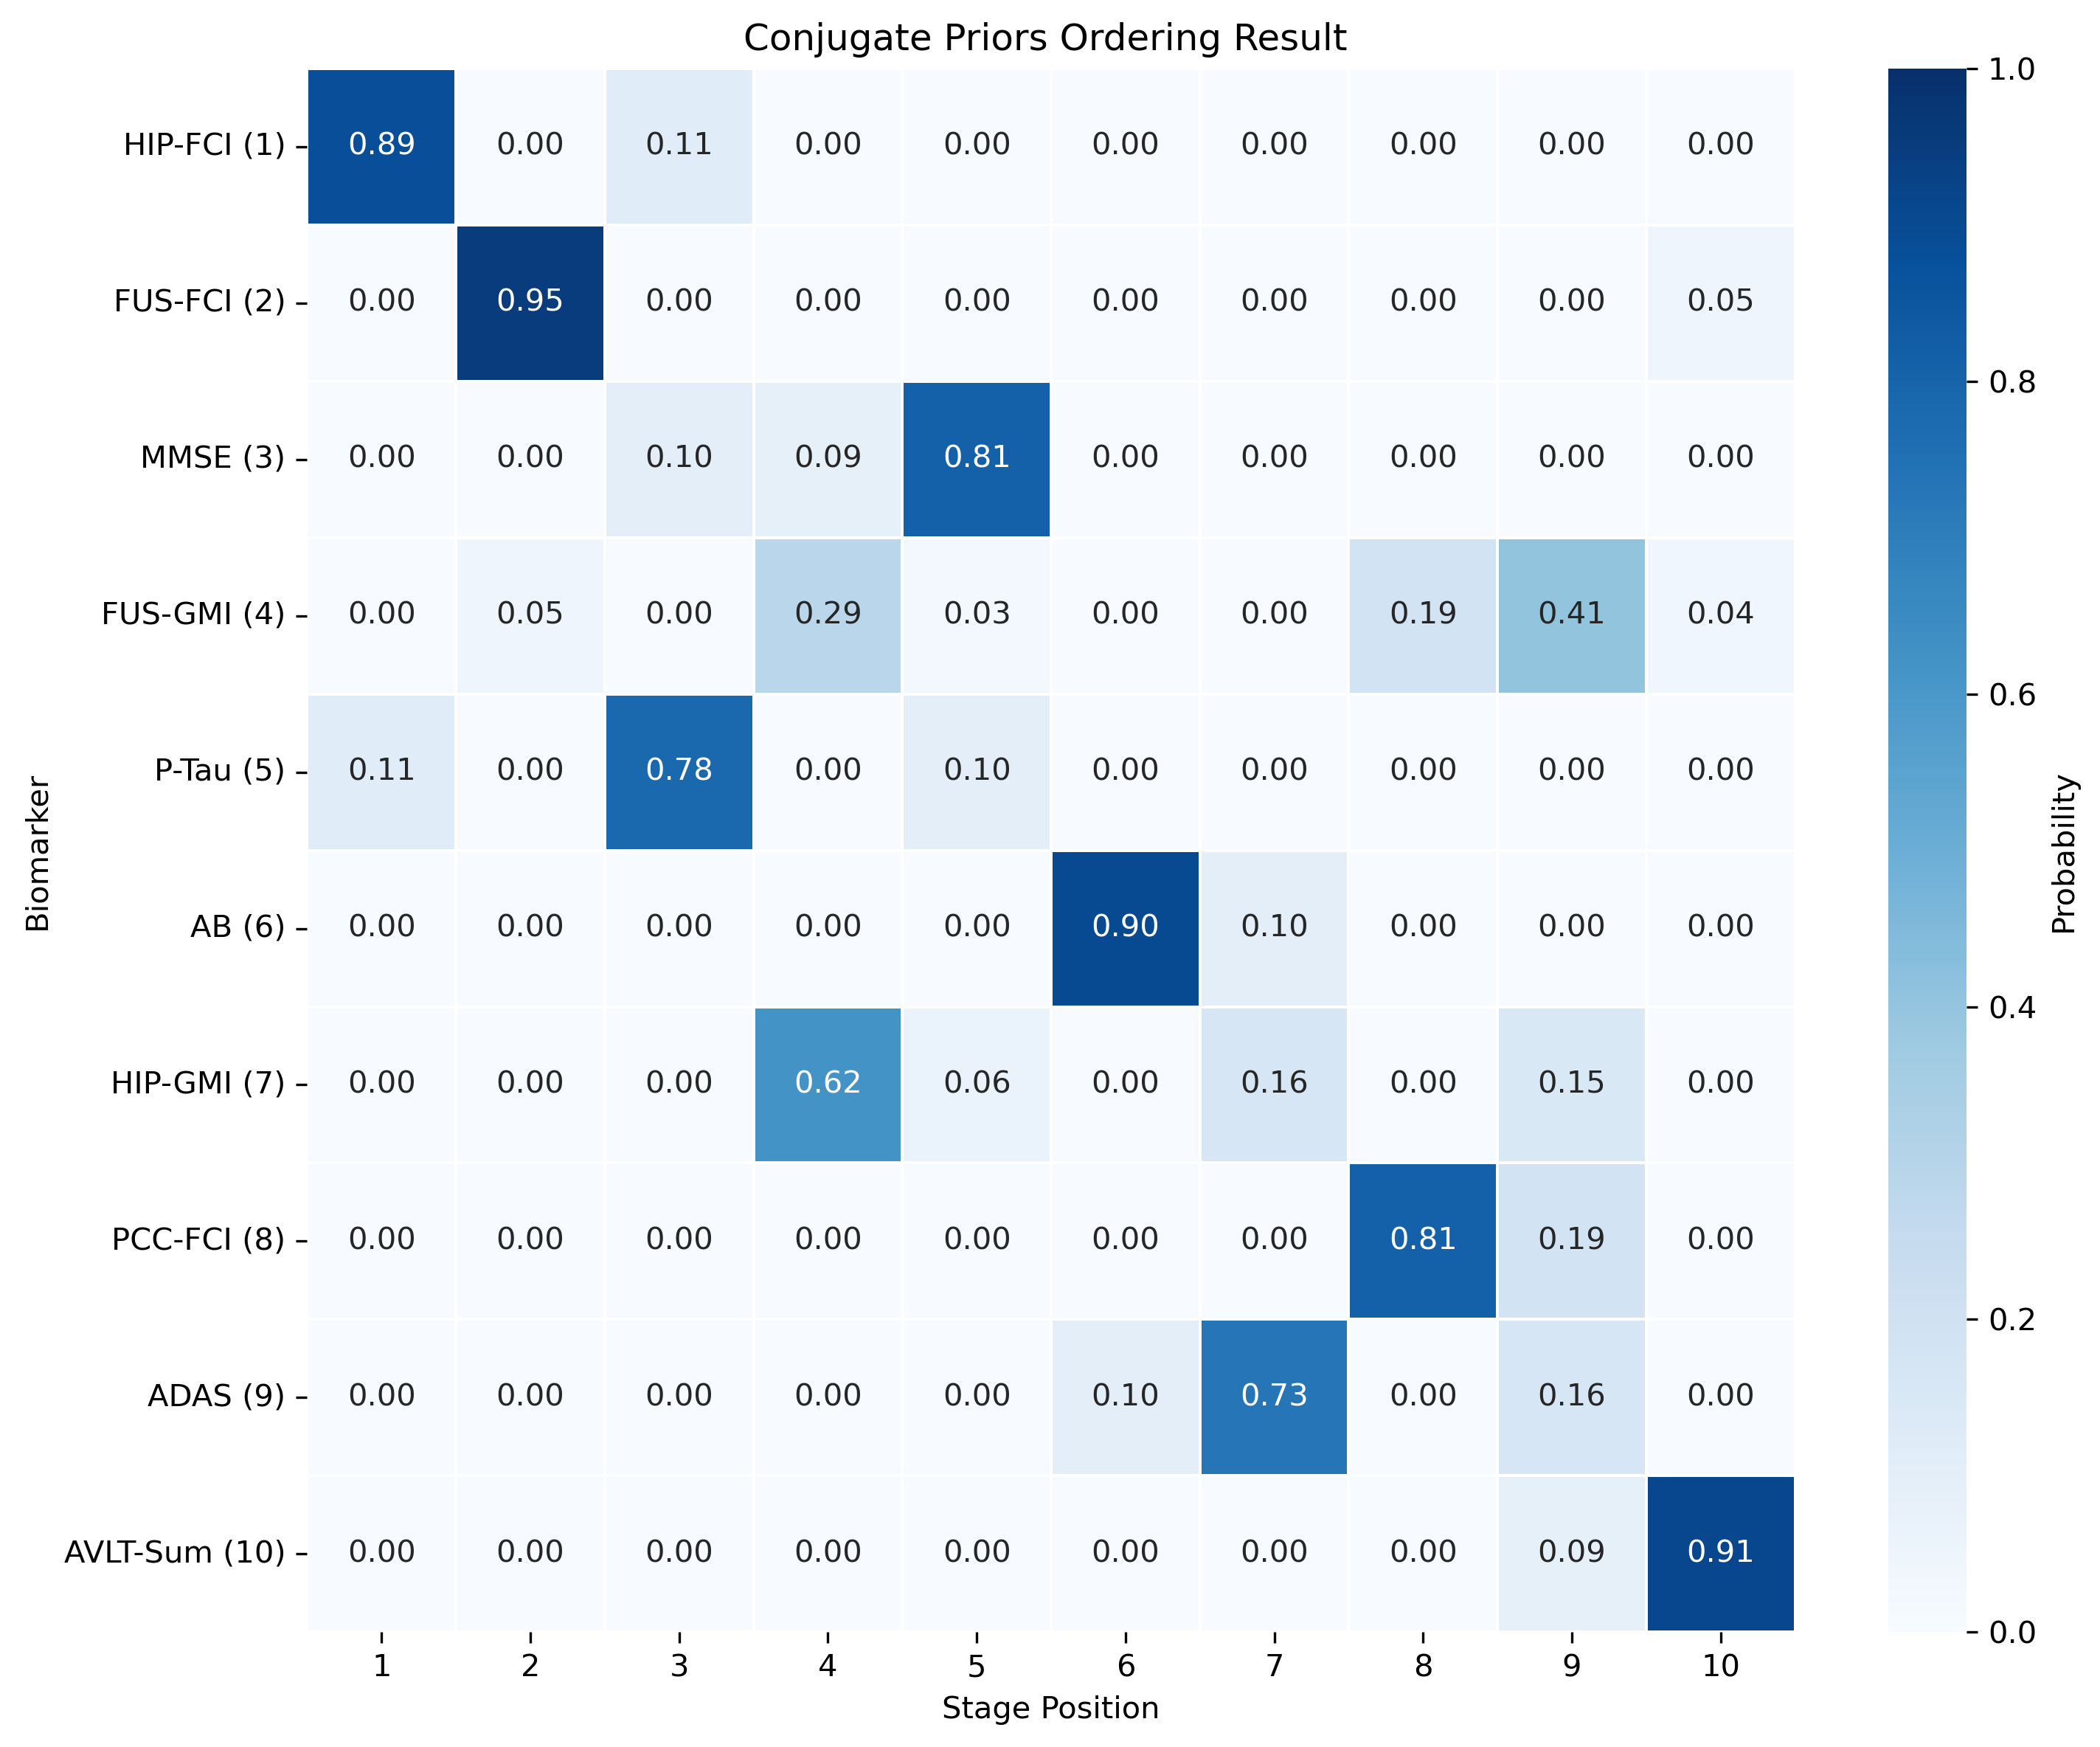 Conjugate Priors Ordering Result
HIP-FCI (1) 0.89 0.00 0.11 0.00 0.00 0.00 0.00 0.00 0.00 0.00
FUS-FCI (2) 0.00 0.95 0.00 0.00 0.00 0.00 0.00 0.00 0.00 0.05
MMSE (3) 0.00 0.00 0.10 0.09 0.81 0.00 0.00 0.00 0.00 0.00
FUS-GMI (4) 0.00 0.05 0.00 0.29 0.03 0.00 0.00 0.19 0.41 0.04
P-Tau (5) 0.11 0.00 0.78 0.00 0.10 0.00 0.00 0.00 0.00 0.00
AB (6) 0.00 0.00 0.00 0.00 0.00 0.90 0.10 0.00 0.00 0.00
HIP-GMI (7) 0.00 0.00 0.00 0.62 0.06 0.00 0.16 0.00 0.15 0.00
PCC-FCI (8) 0.00 0.00 0.00 0.00 0.00 0.00 0.00 0.81 0.19 0.00
ADAS (9) 0.00 0.00 0.00 0.00 0.00 0.10 0.73 0.00 0.16 0.00
AVLT-Sum (10) 0.00 0.00 0.00 0.00 0.00 0.00 0.00 0.00 0.09 0.91
1 2 3 4 5 6 7 8 9 10
Stage Position
Biomarker
1.0
0.8
0.6
0.4
0.2
0.0
Probability